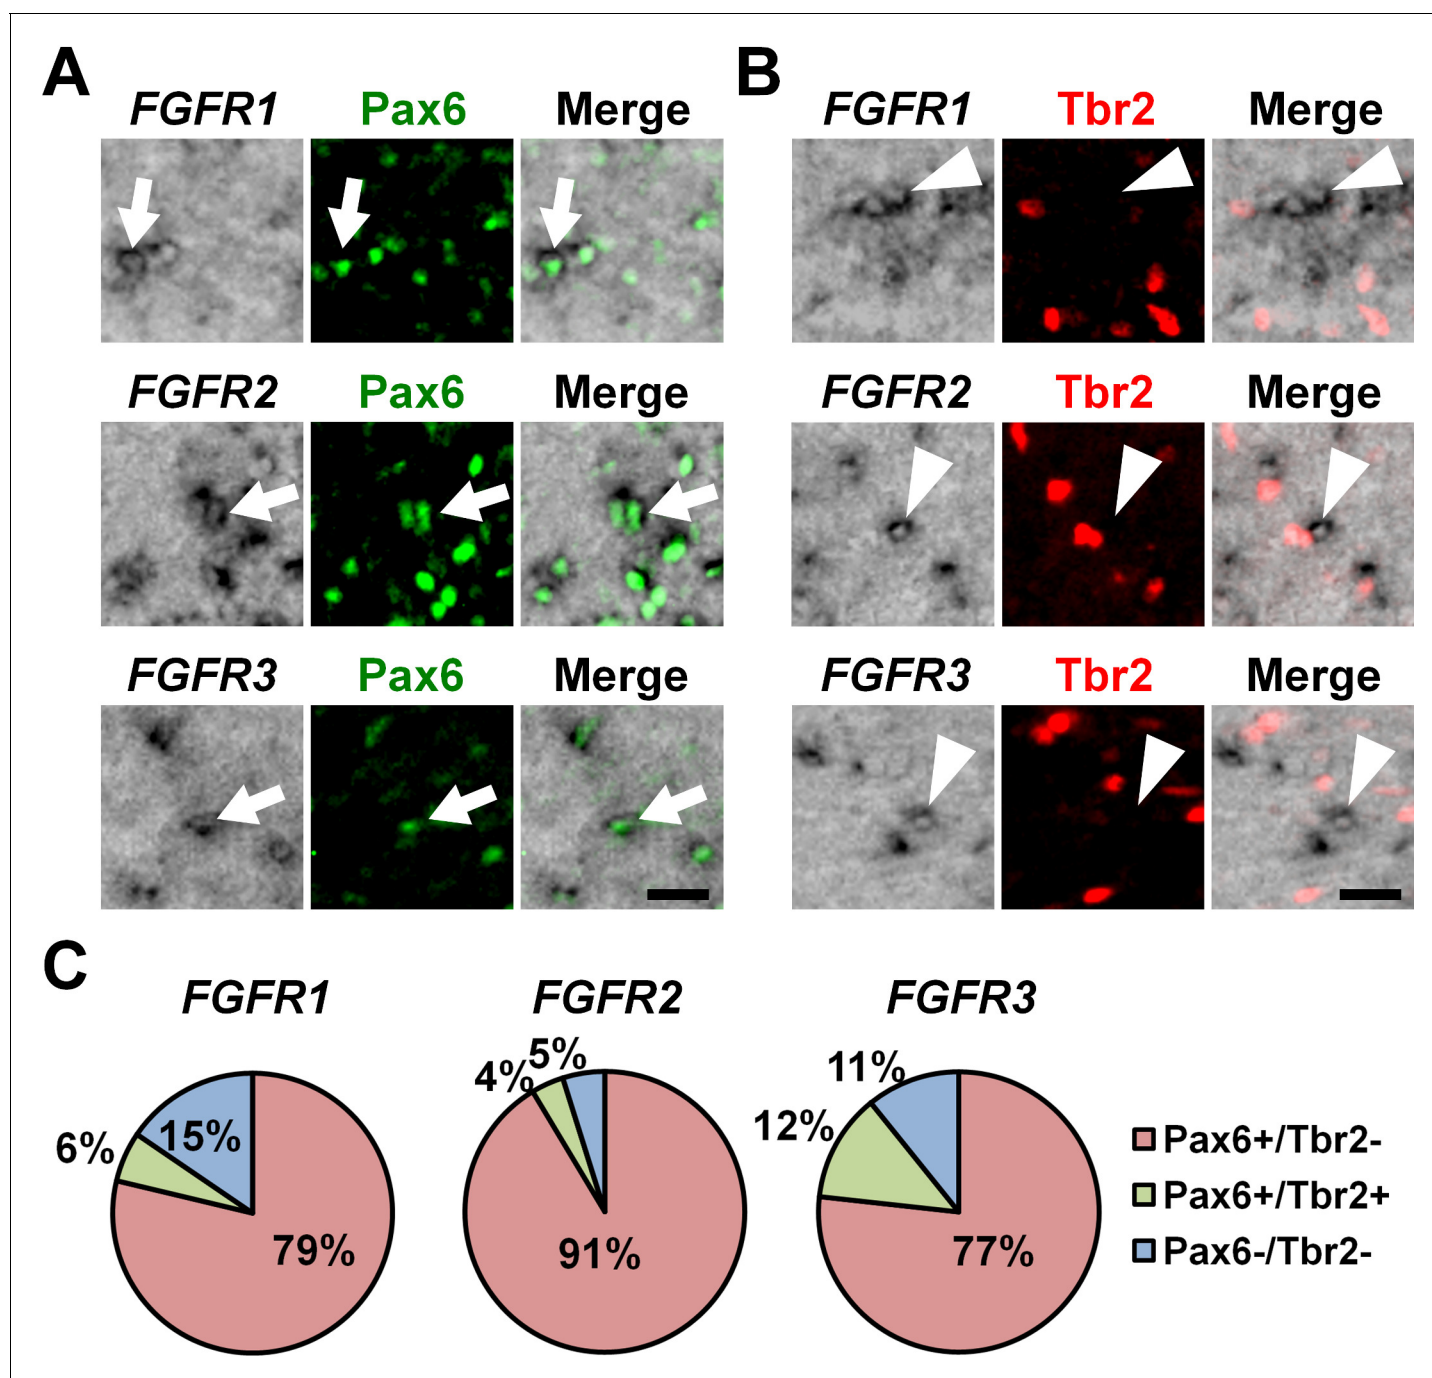 A
B
FGFR1 Pax6 Merge
FGFR1 Tbr2 Merge
FGFR2 Pax6 Merge
FGFR2 Tbr2 Merge
FGFR3 Pax6 Merge
FGFR3 Tbr2 Merge
C
FGFR1
6%
15%
79%
FGFR2
4%
5%
91%
FGFR3
12%
11%
77%
Pax6+/Tbr2-
Pax6+/Tbr2+
Pax6-/Tbr2-